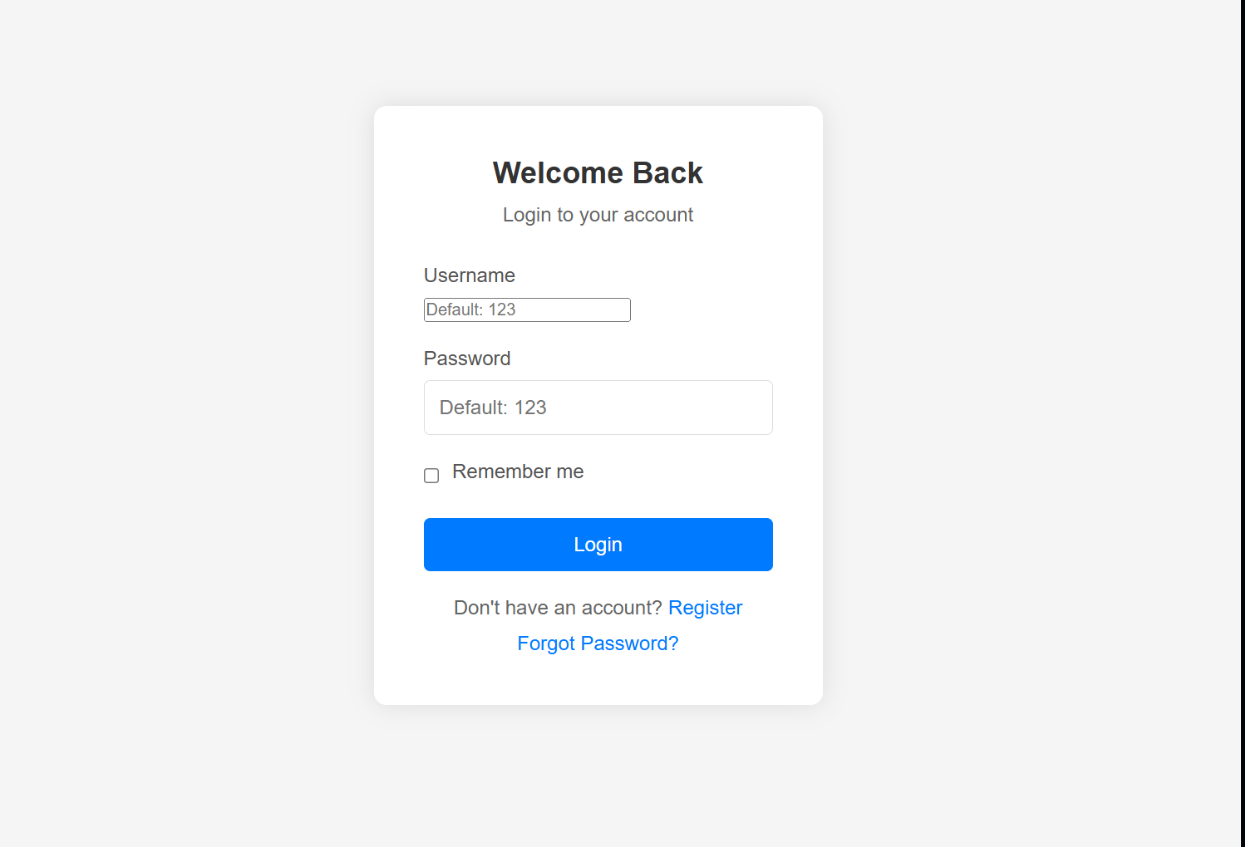 Welcome Back
Login to your account
Username
Default: 123
Password
Default: 123
Remember me
Login
Don't have an account? Register
Forgot Password?